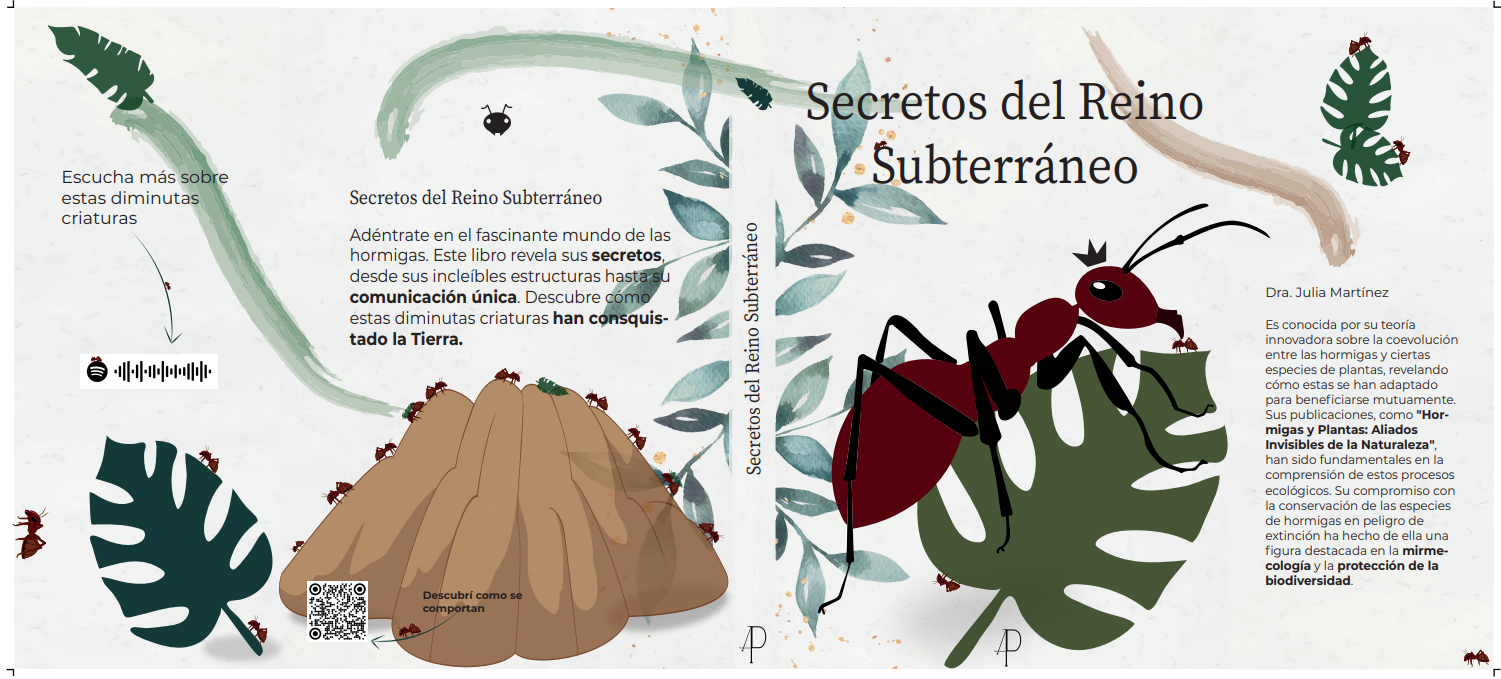 Escucha más sobre
estas diminutas
criaturas
Secretos del Reino Subterráneo
Adéntrate en el fascinante mundo de las
hormigas. Este libro revela sus secretos,
desde sus incleíbles estructuras hasta su
comunicación única. Descubre cómo
estas diminutas criaturas han consquis-
tado la Tierra.
Descubrí como se
comportan
Secretos del Reino Subterráneo
AP
Secretos del Reino
Subterráneo
AP
Dra. Julia Martínez
Es conocida por su teoría
innovadora sobre la coevolución
entre las hormigas y ciertas
especies de plantas, revelando
cómo estas se han adaptado
para beneficiarse mutuamente.
Sus publicaciones, como "Hor-
migas y Plantas: Aliados
Invisibles de la Naturaleza",
han sido fundamentales en la
comprensión de estos procesos
ecológicos. Su compromiso con
la conservación de las especies
de hormigas en peligro de
extinción ha hecho de ella una
figura destacada en la mirme-
cología y la protección de la
biodiversidad.